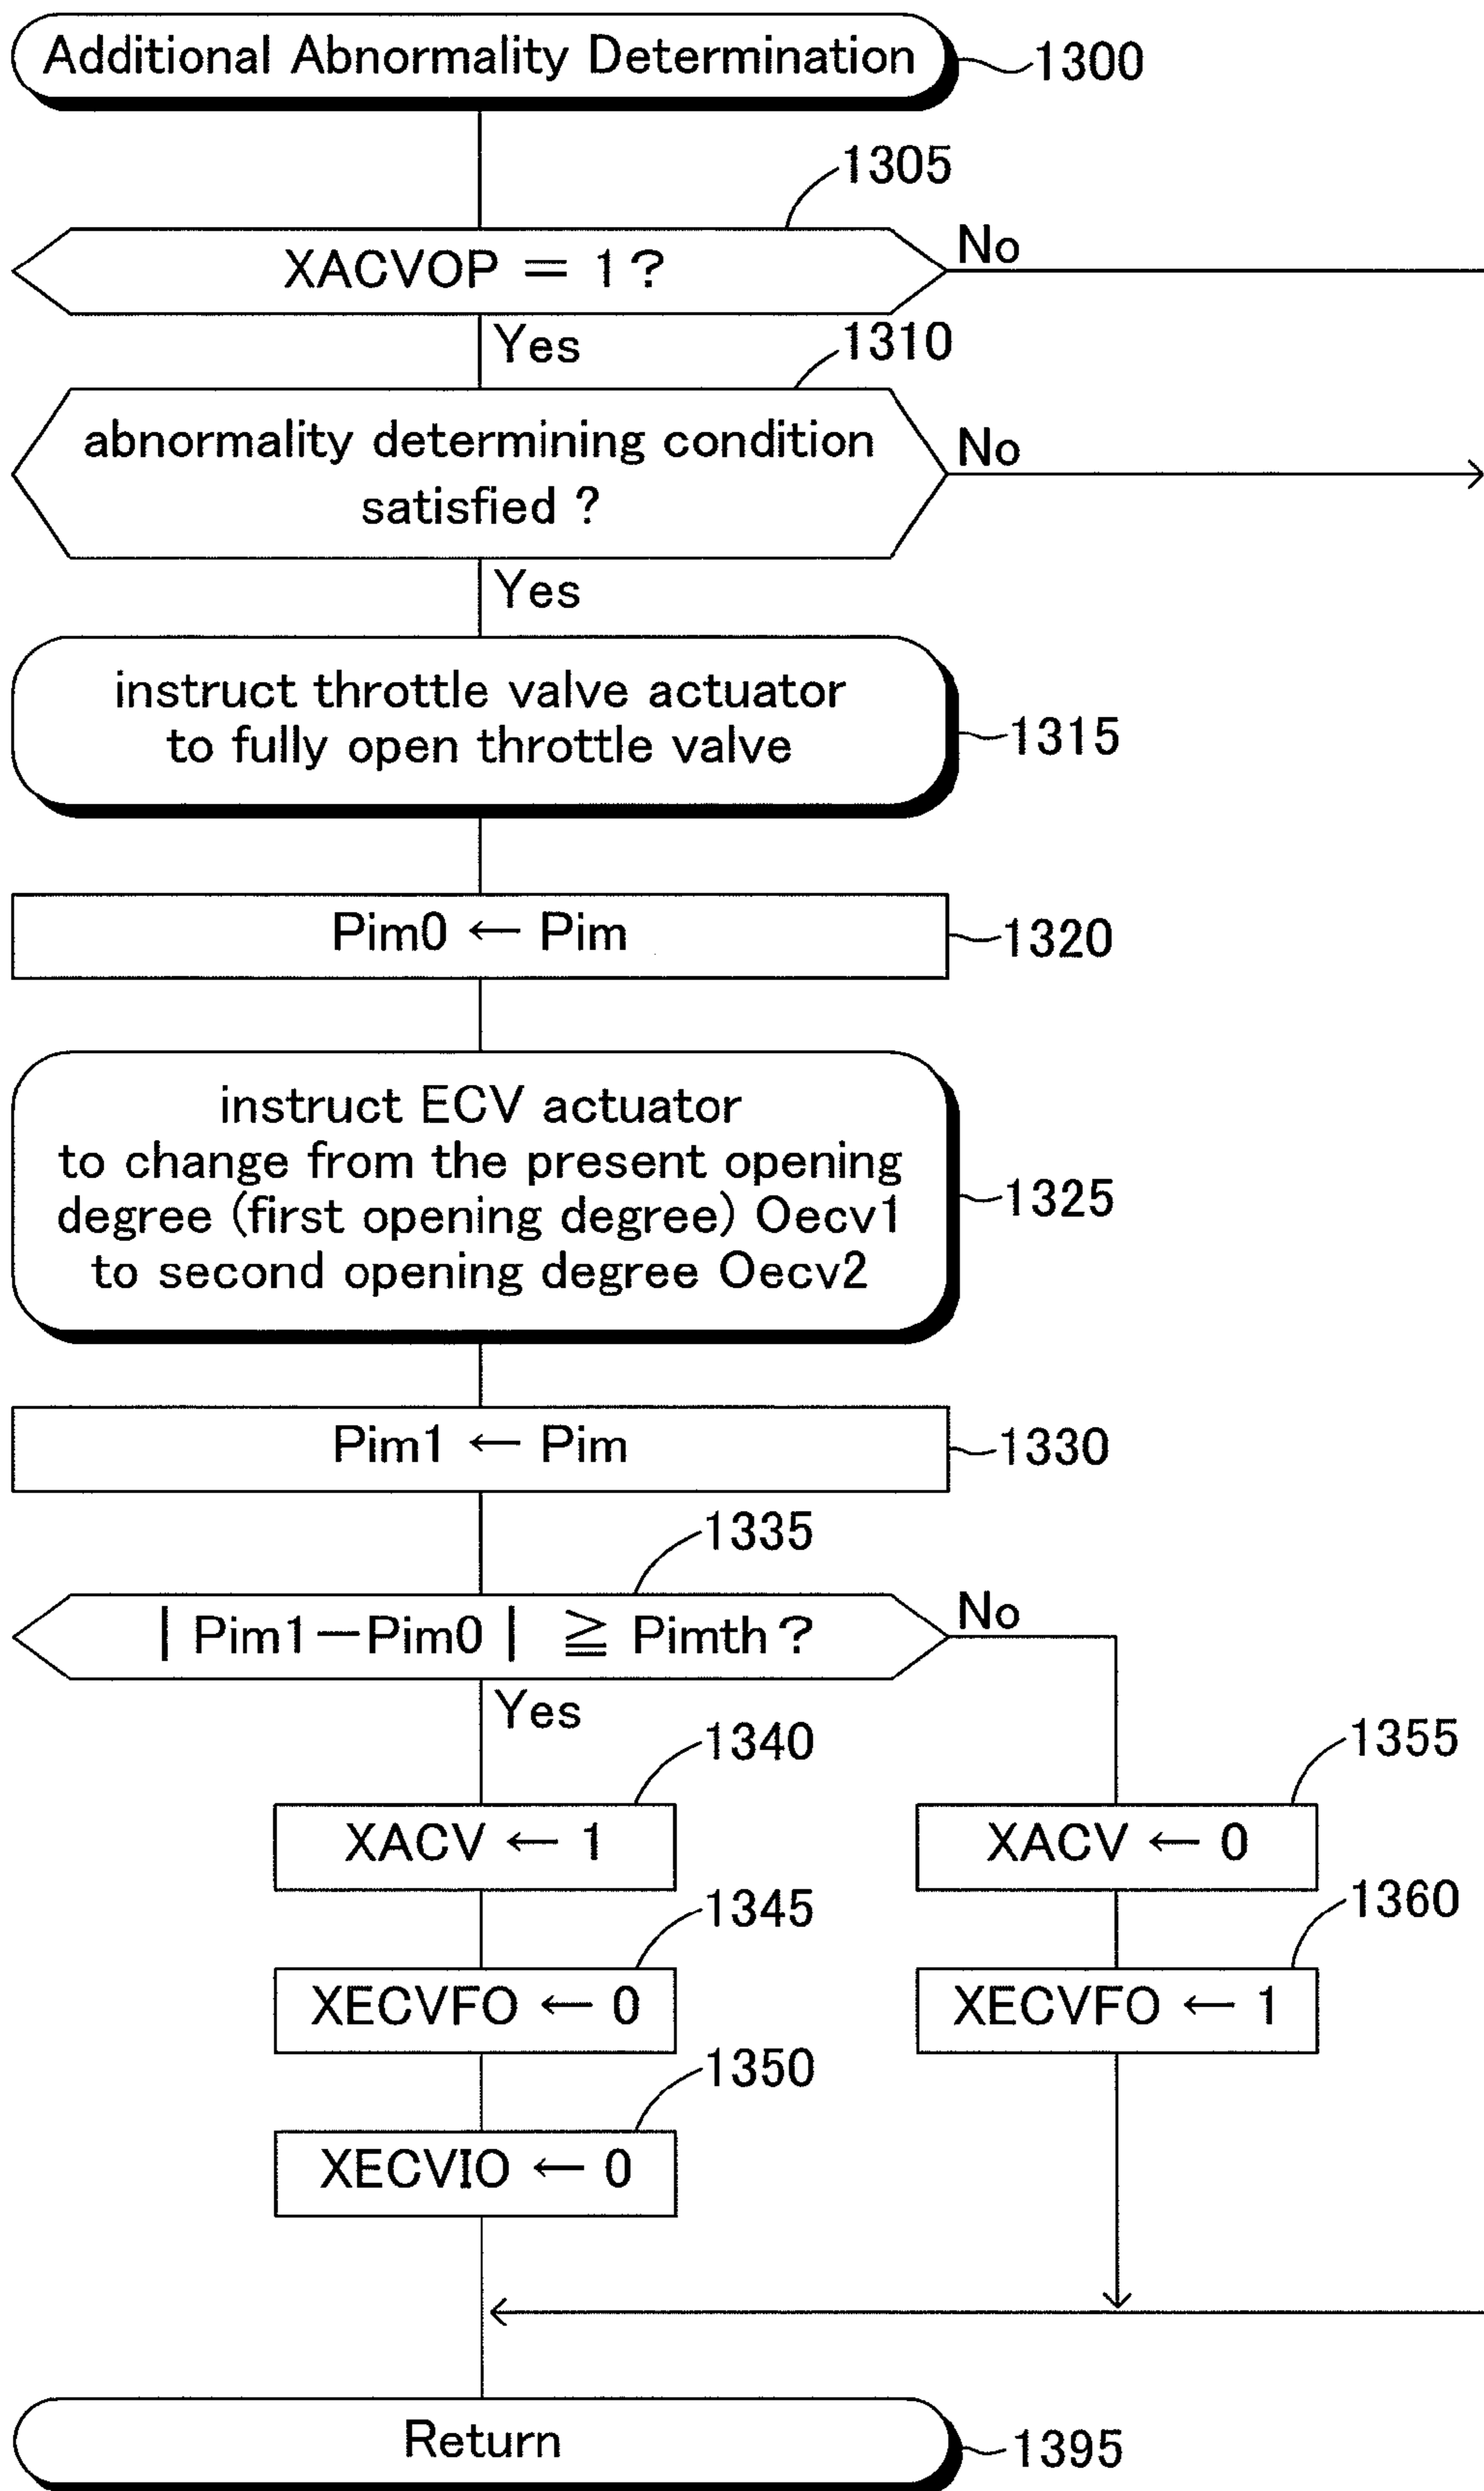 Additional Abnormality Determination
1300
1305
XACVOP = 1?
No
Yes
1310
abnormality determining condition
satisfied ?
No
Yes
instruct throttle valve actuator
to fully open throttle valve
1315
Pim0 ← Pim
1320
instruct ECV actuator
to change from the present opening
degree (first opening degree) Oecv1
to second opening degree Oecv2
1325
Pim1 ← Pim
1330
1335
| Pim1−Pim0 | ≧ Pimth ?
No
Yes
1340
XACV ← 1
1355
XACV ← 0
1345
XECVFO ← 0
1360
XECVFO ← 1
1350
XECVIO ← 0
Return
1395